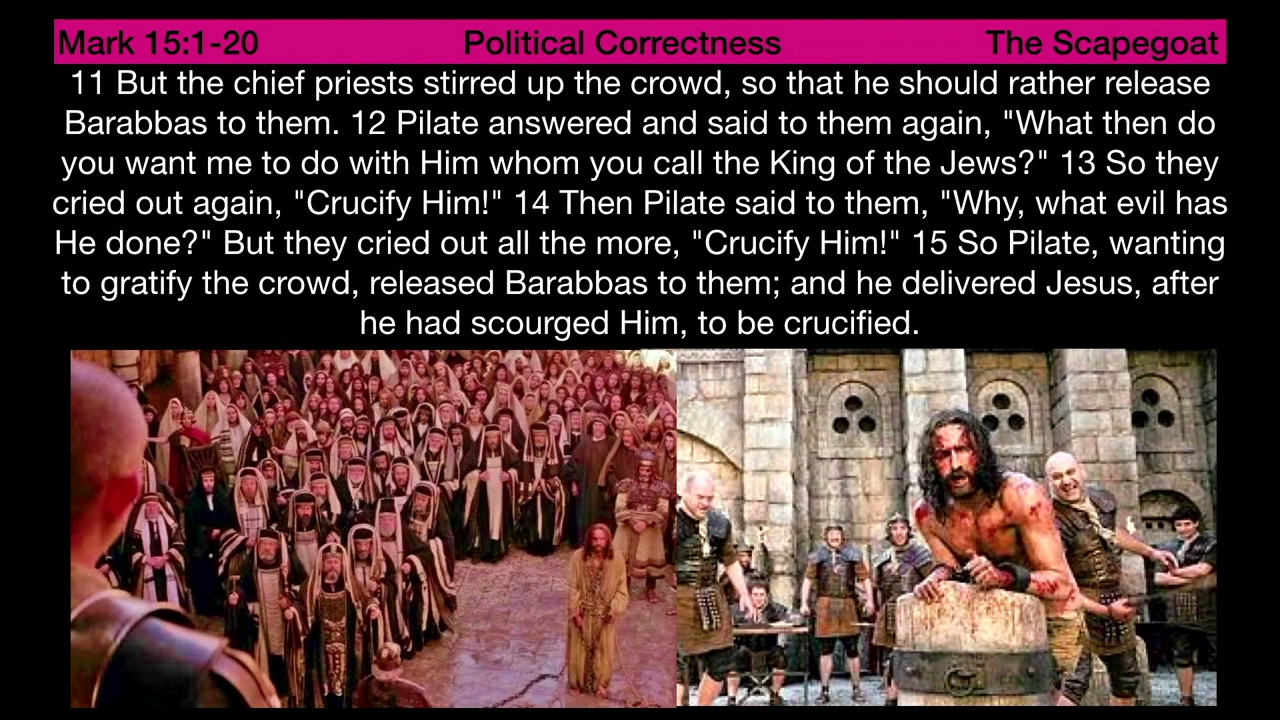 Mark 15:1-20 Political Correctness The Scapegoat
11 But the chief priests stirred up the crowd, so that he should rather release
Barabbas to them. 12 Pilate answered and said to them again, "What then do
you want me to do with Him whom you call the King of the Jews?" 13 So they
cried out again, "Crucify Him!" 14 Then Pilate said to them, "Why, what evil has
He done?" But they cried out all the more, "Crucify Him!" 15 So Pilate, wanting
to gratify the crowd, released Barabbas to them; and he delivered Jesus, after
he had scourged Him, to be crucified.